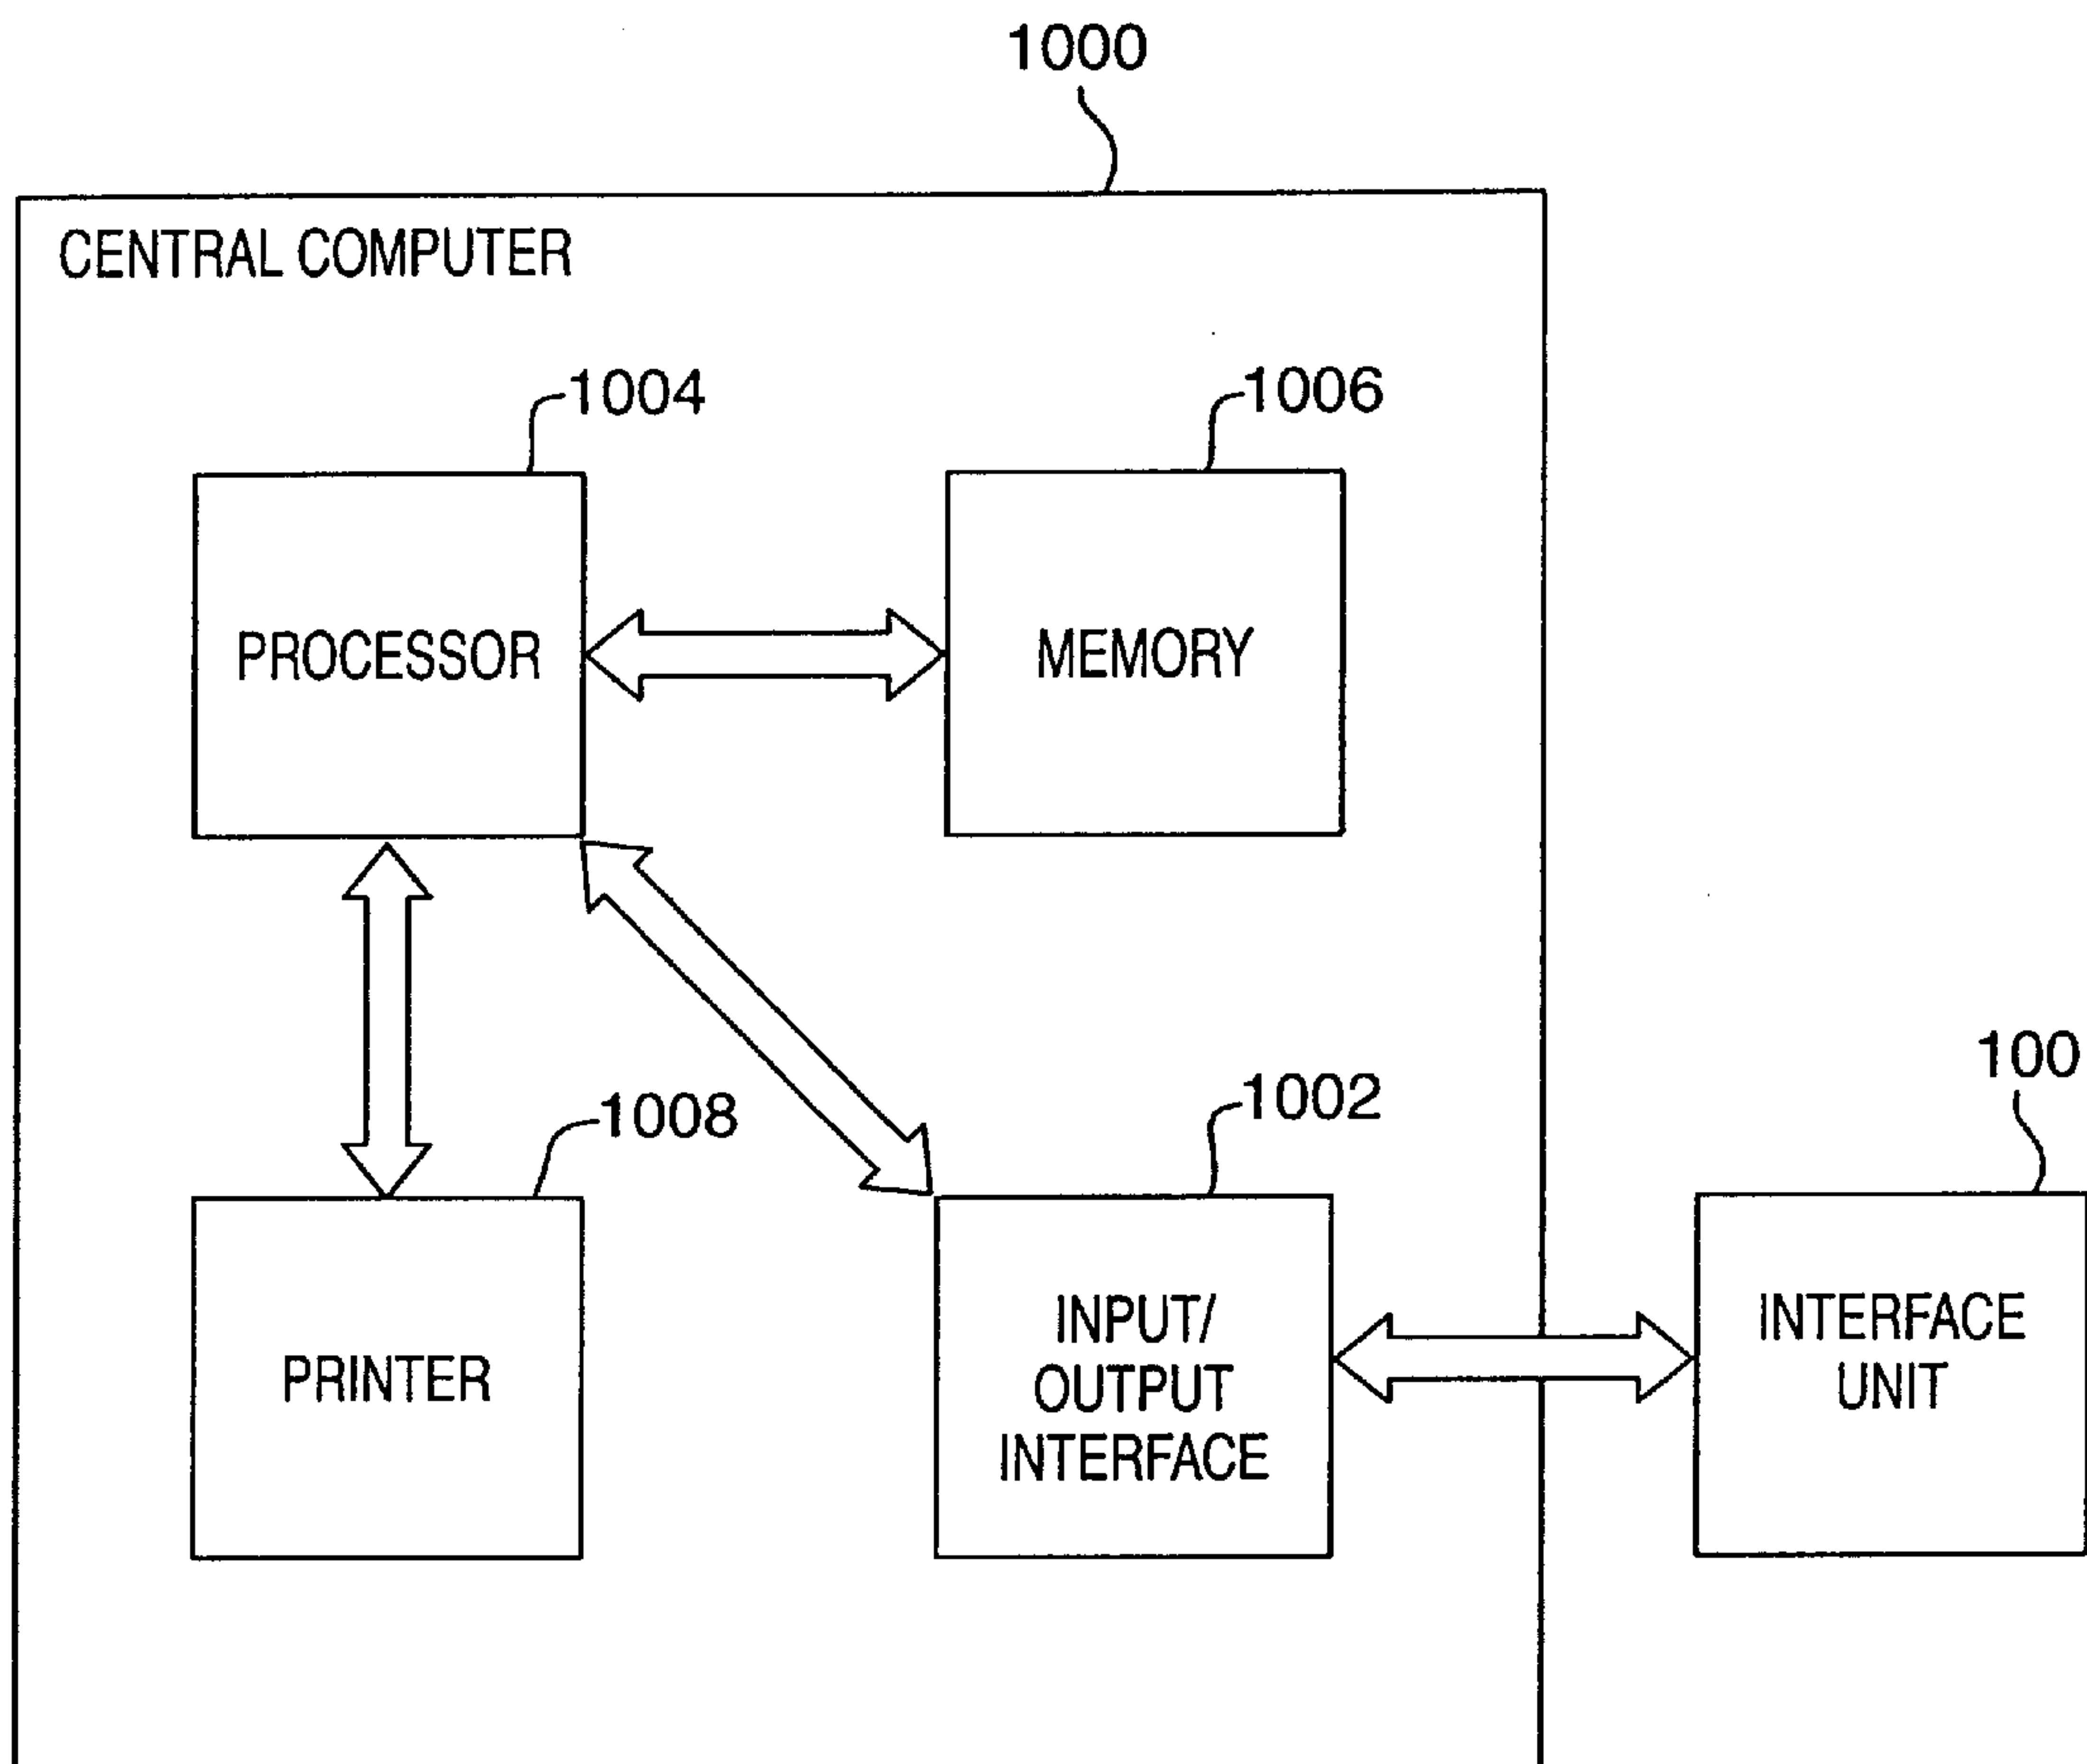 1000
CENTRAL COMPUTER
1004
1006
PROCESSOR
MEMORY
1008
1002
100
PRINTER
INPUT/
OUTPUT
INTERFACE
INTERFACE
UNIT